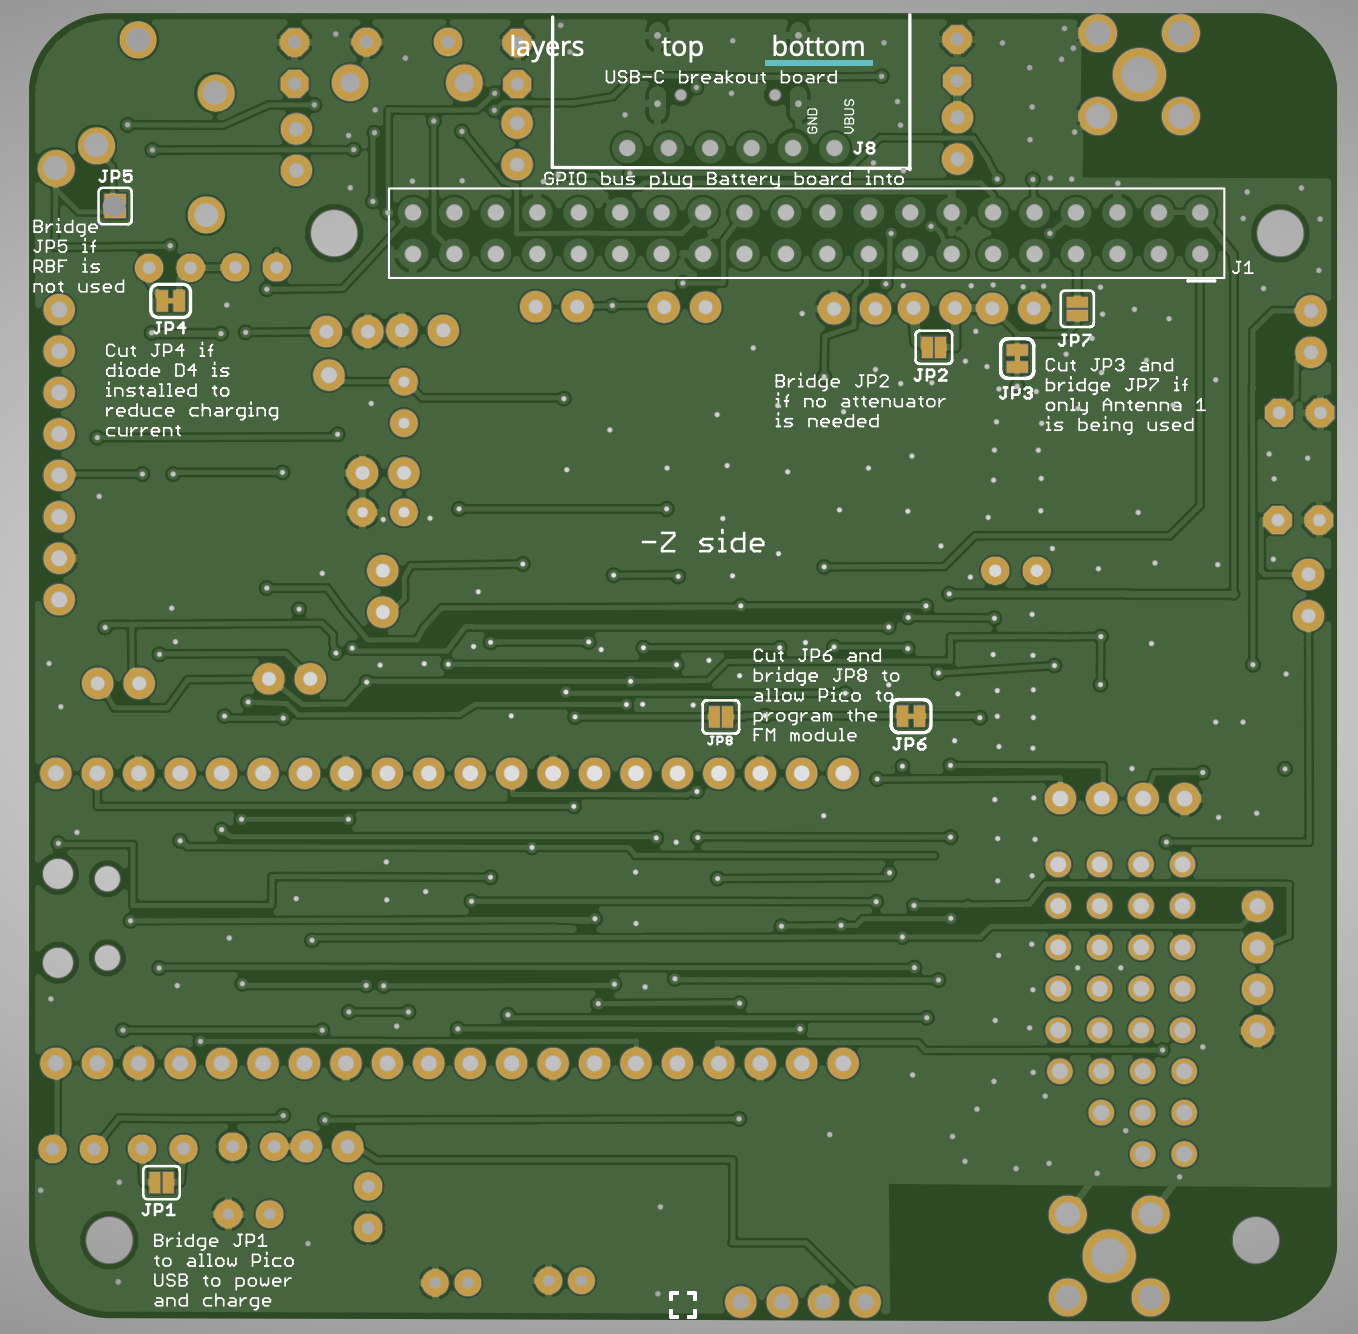 layers top bottom
USB-C breakout board
GND
VBUS
J8
GPIO bus plug Battery board into
JP5
Bridge
JP5 if
RBF is
not used
J1
JP4
Cut JP4 if
diode D4 is
installed to
reduce charging
current
JP7
JP2
Bridge JP2
if no attenuator
is needed
JP3
Cut JP3 and
bridge JP7 if
only Antenna 1
is being used
-Z side
Cut JP6 and
bridge JP8 to
allow Pico to
program the
FM module
JP8
JP6
JP1
Bridge JP1
to allow Pico
USB to power
and charge